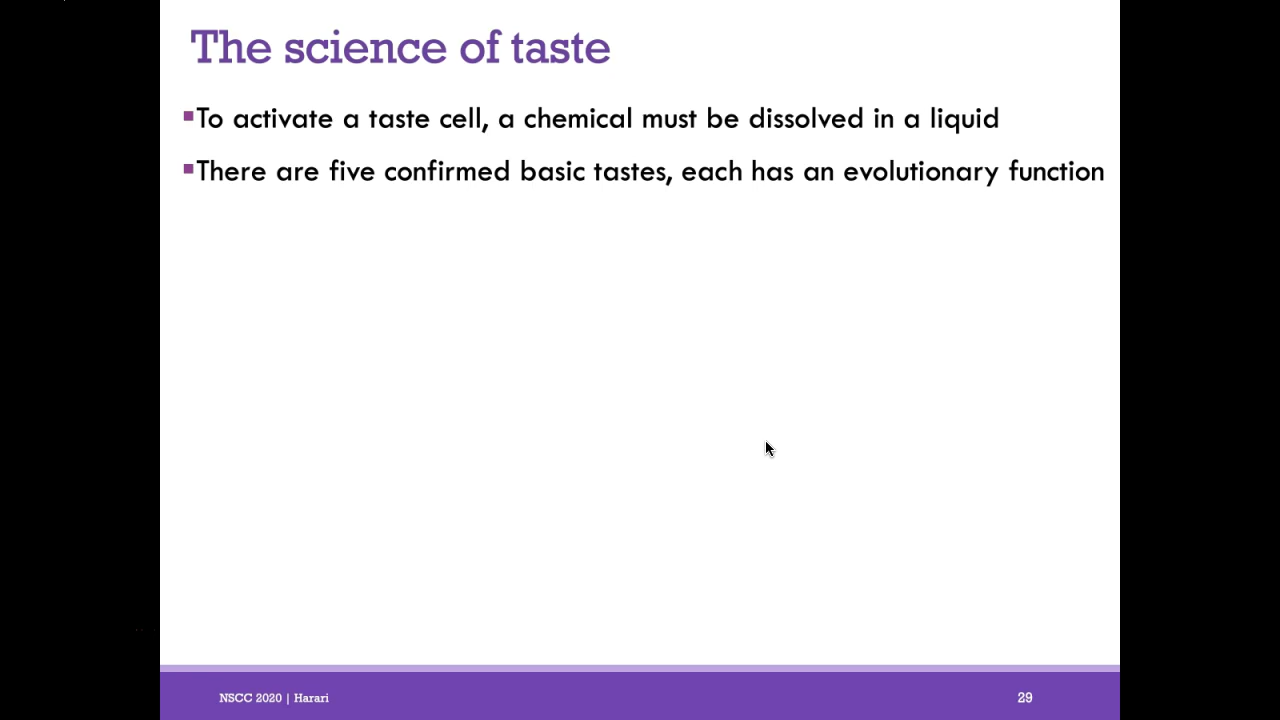 The science of taste
▪To activate a taste cell, a chemical must be dissolved in a liquid
▪There are five confirmed basic tastes, each has an evolutionary function
NSCC 2020 | Harari
29